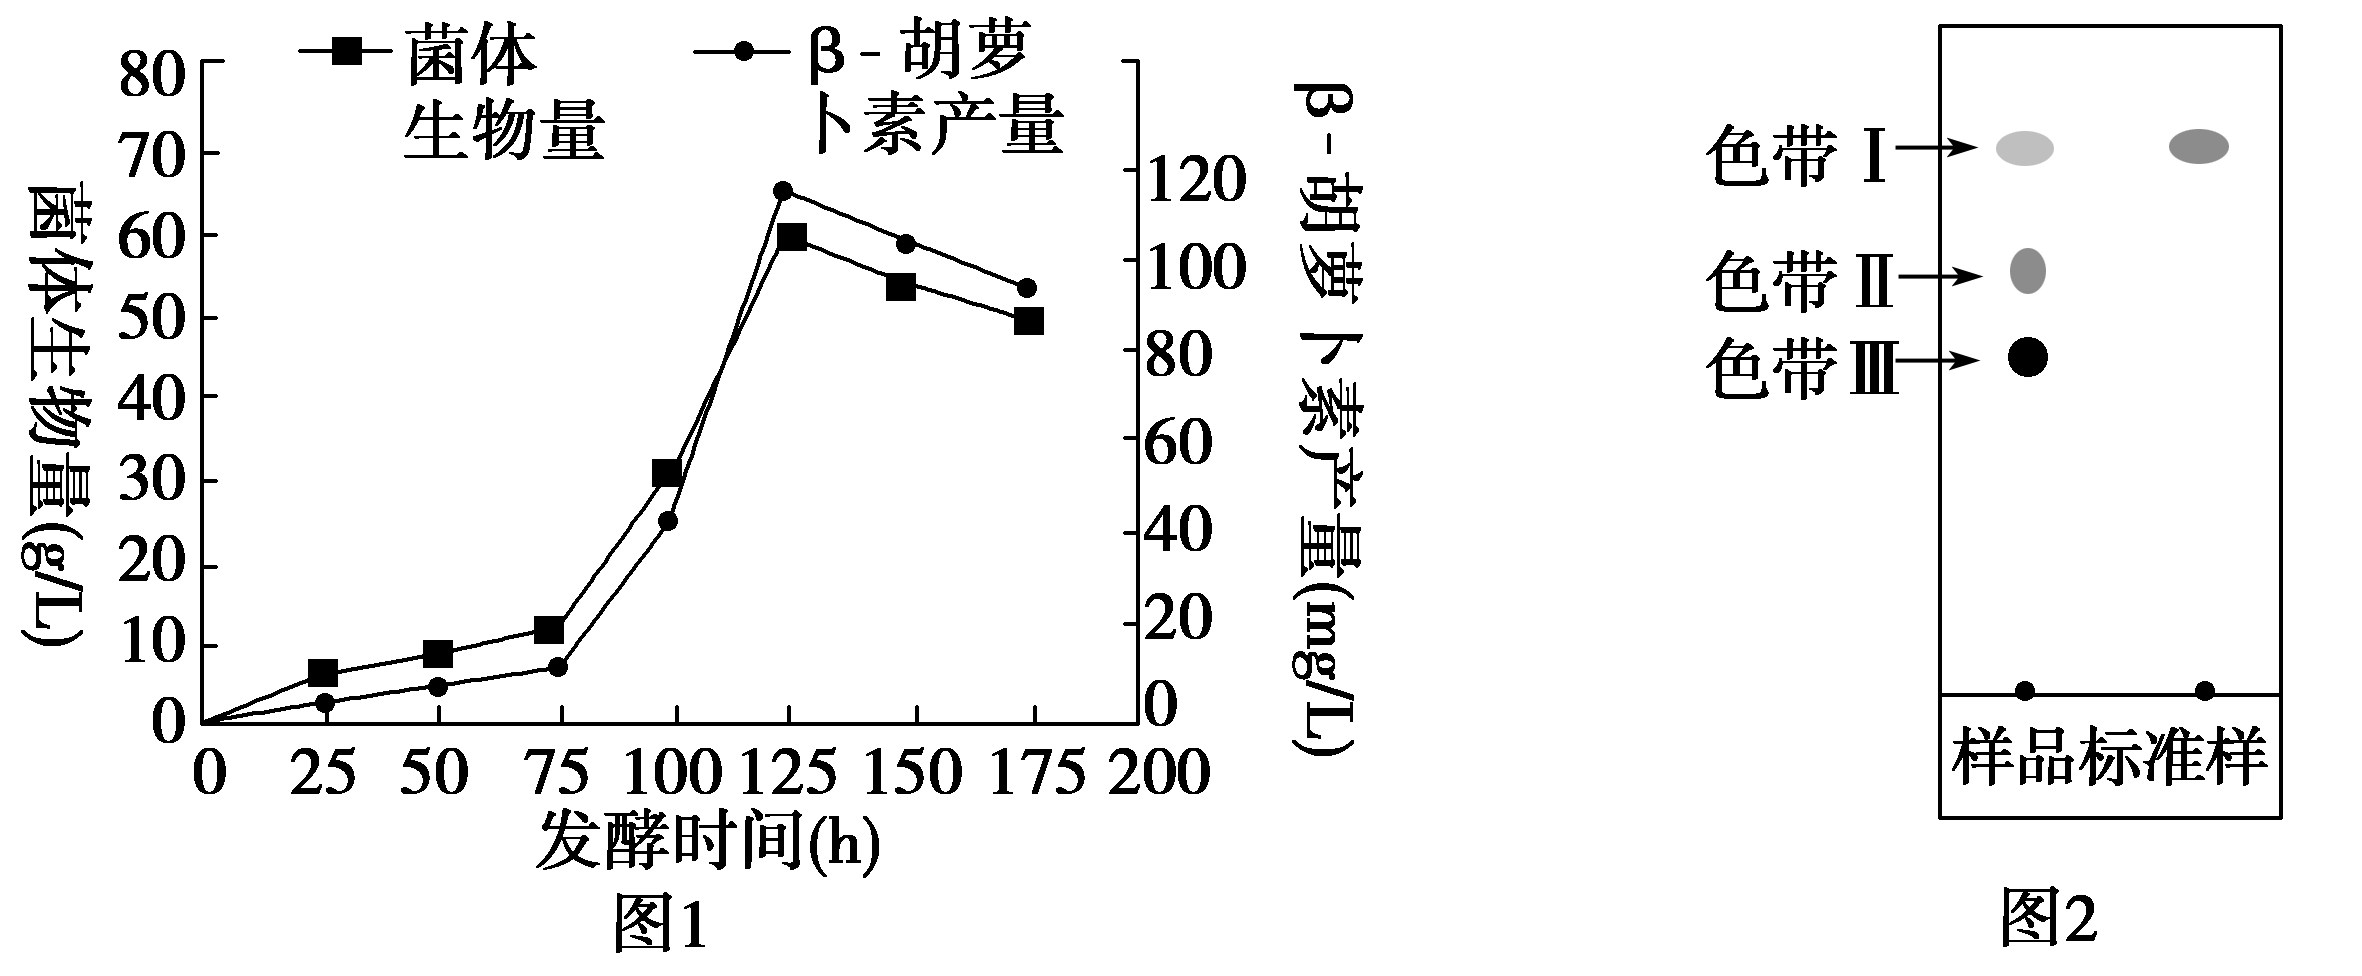 菌体
生物量
β-胡萝
卜素产量
菌体生物量(g/L)
80
70
60
50
40
30
20
10
0
120
100
80
60
40
20
0
β-胡萝卜素产量(mg/L)
0 25 50 75 100 125 150 175 200
发酵时间(h)
图1
色带Ⅰ
色带Ⅱ
色带Ⅲ
样品标准样
图2